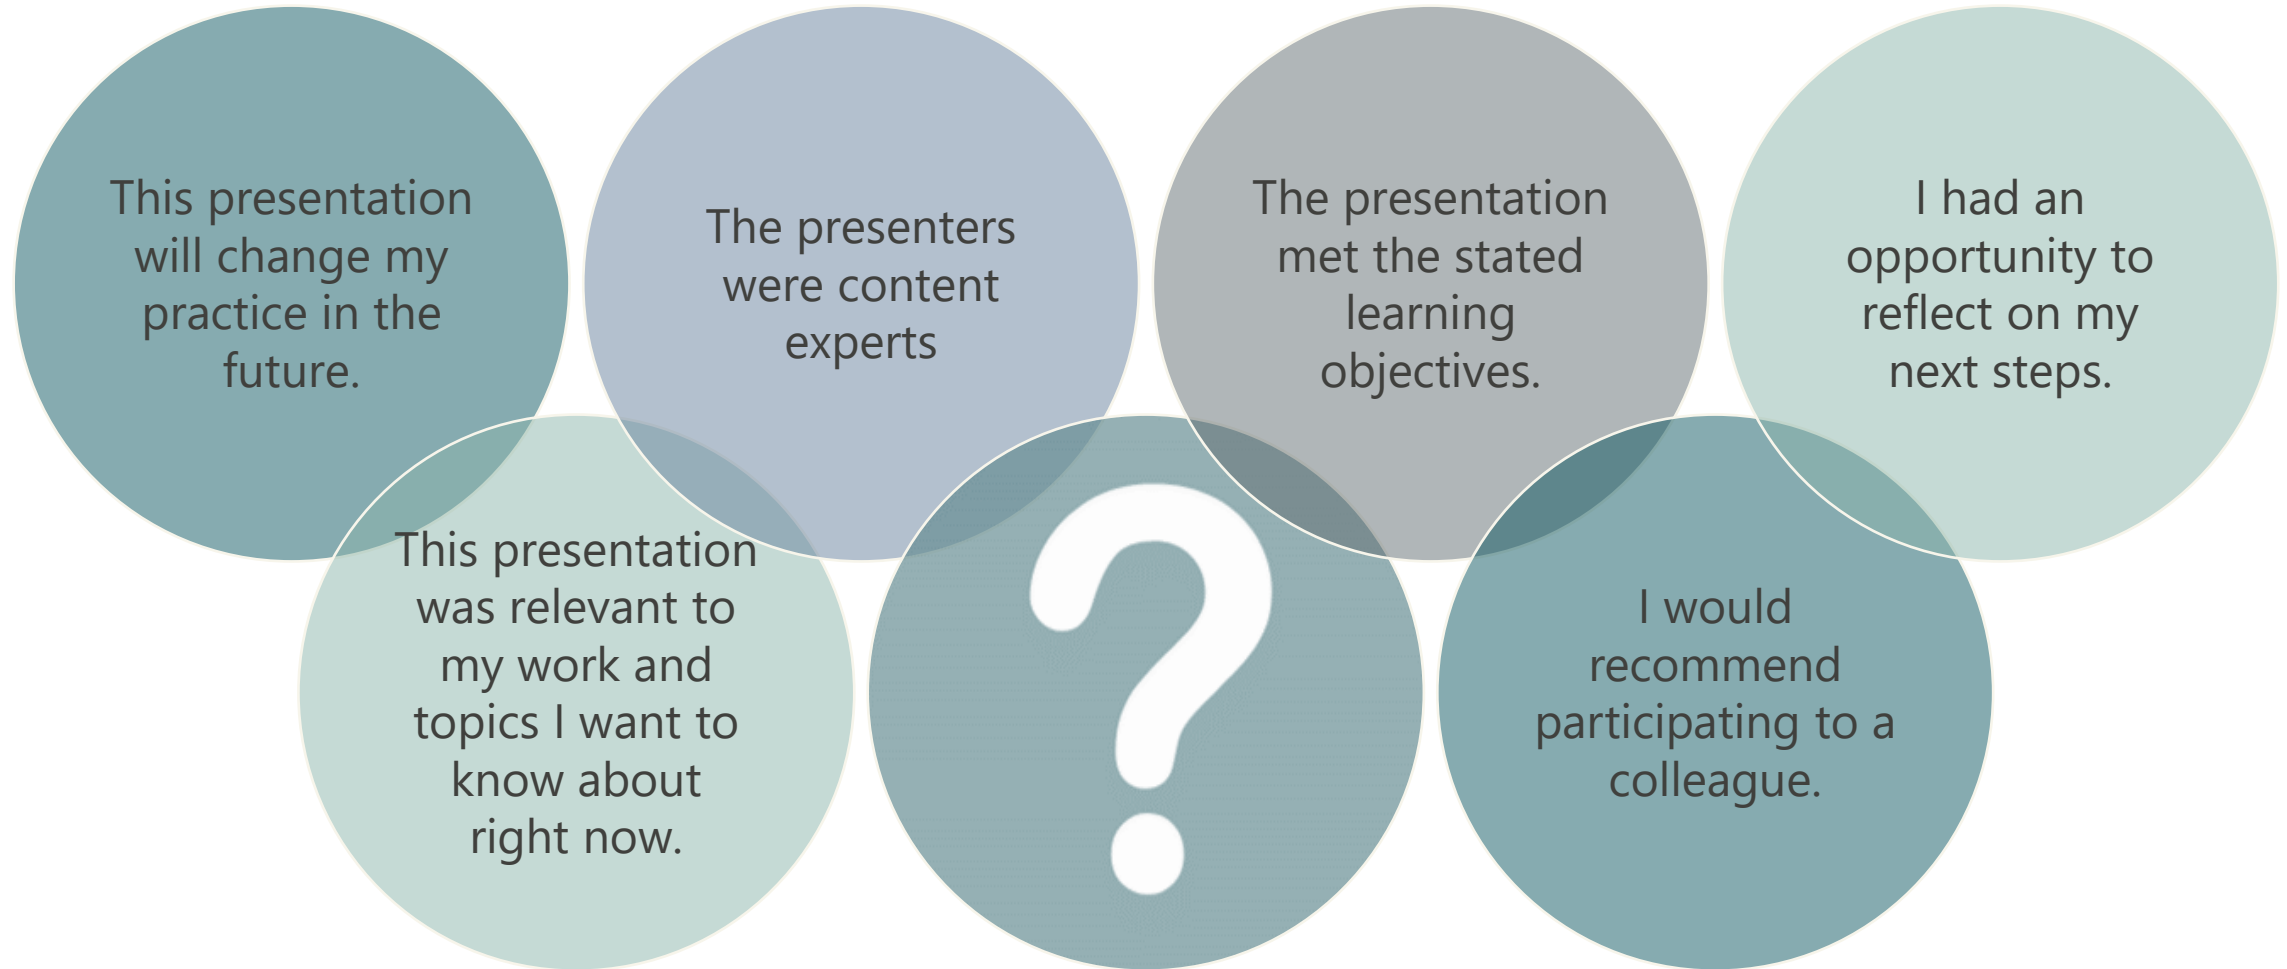 This presentation
will change my
practice in the
future.
The presenters
were content
experts
The presentation
met the stated
learning
objectives.
I had an
opportunity to
reflect on my
next steps.
This presentation
was relevant to
my work and
topics I want to
know about
right now.
?
I would
recommend
participating to a
colleague.